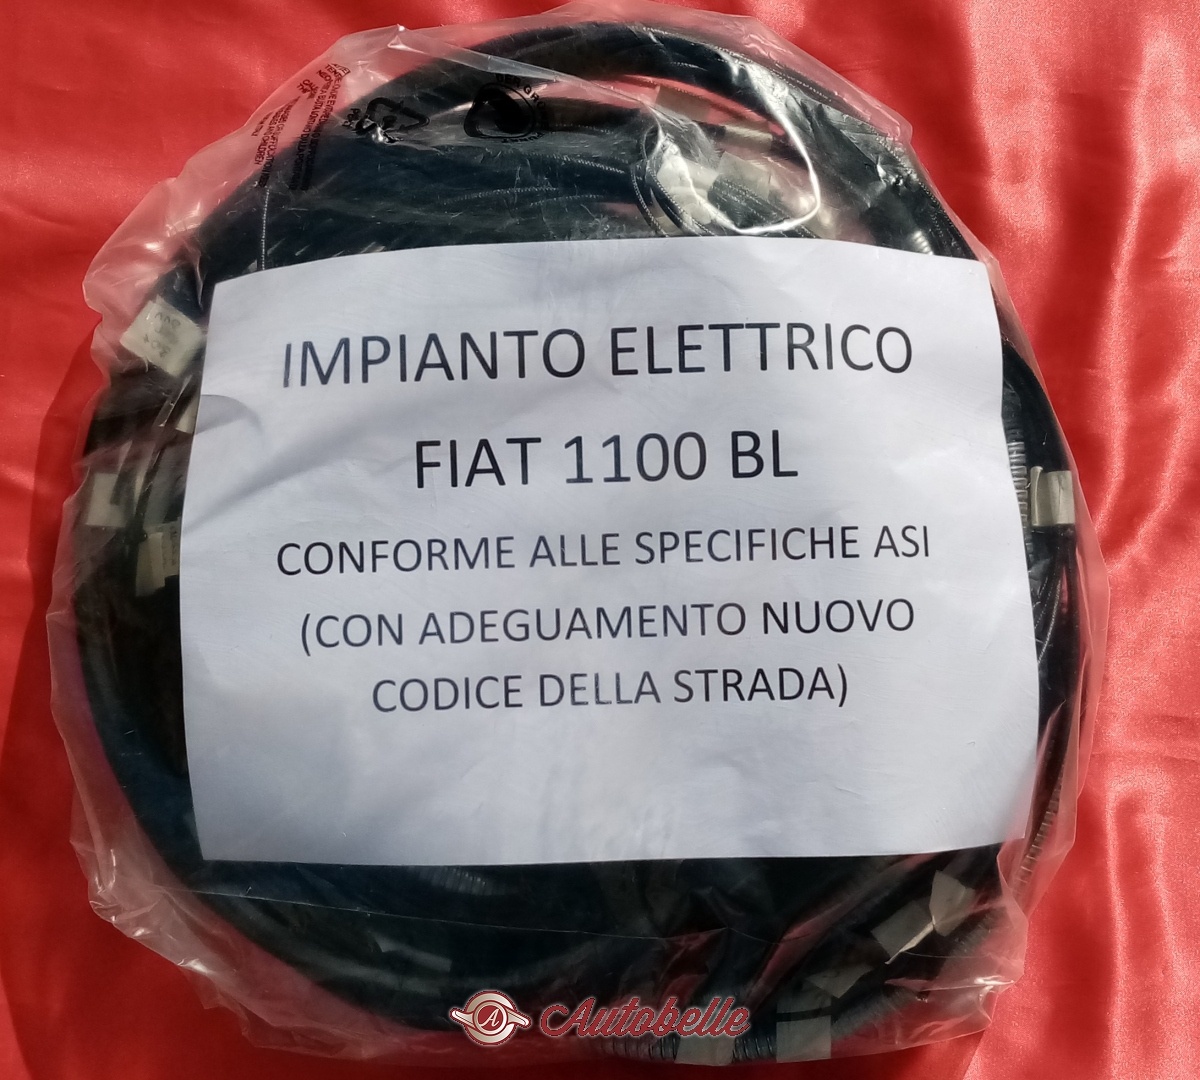 IMPIANTO ELETTRICO
FIAT 1100 BL
CONFORME ALLE SPECIFICHE ASI
(CON ADEGUAMENTO NUOVO
CODICE DELLA STRADA)
A Autobelle